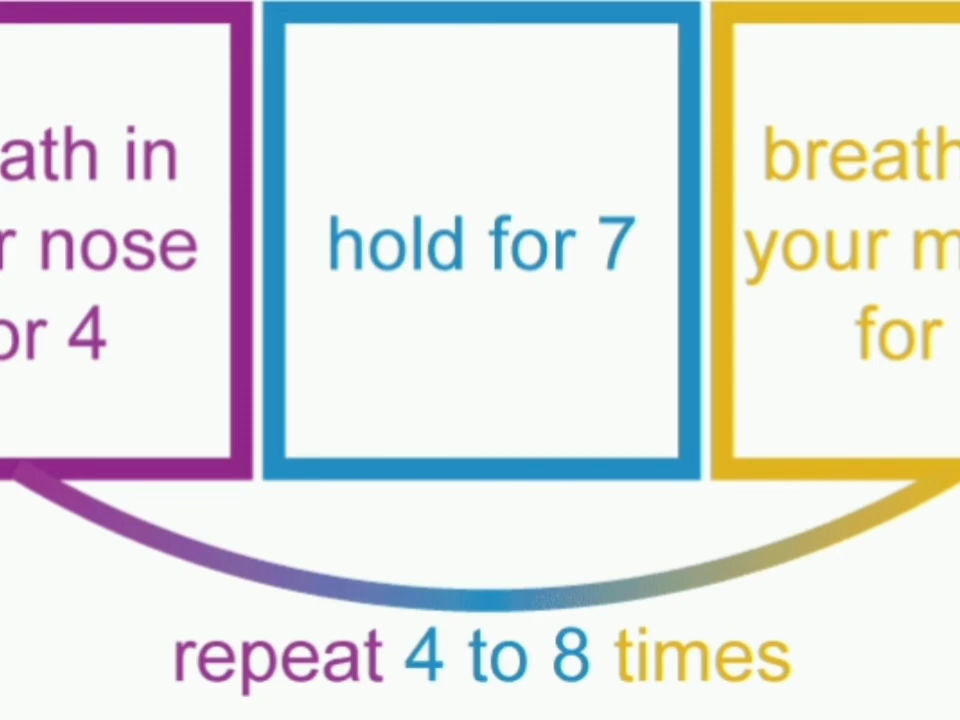 ath in
r nose
or 4
hold for 7
breath
your m
for
repeat 4 to 8 times